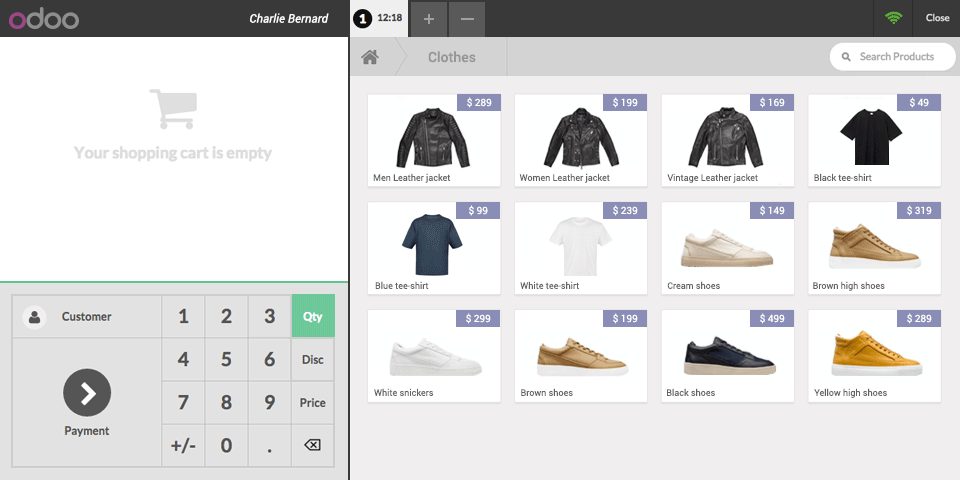 odoo
Charlie Bernard
1 12:18
+ −
Close
Clothes
Search Products
Your shopping cart is empty
$ 289
Men Leather jacket
$ 199
Women Leather jacket
$ 169
Vintage Leather jacket
$ 49
Black tee-shirt
$ 99
Blue tee-shirt
$ 239
White tee-shirt
$ 149
Cream shoes
$ 319
Brown high shoes
$ 299
White snickers
$ 199
Brown shoes
$ 499
Black shoes
$ 289
Yellow high shoes
Customer
Payment
1 2 3 Qty
4 5 6 Disc
7 8 9 Price
+/- 0 .